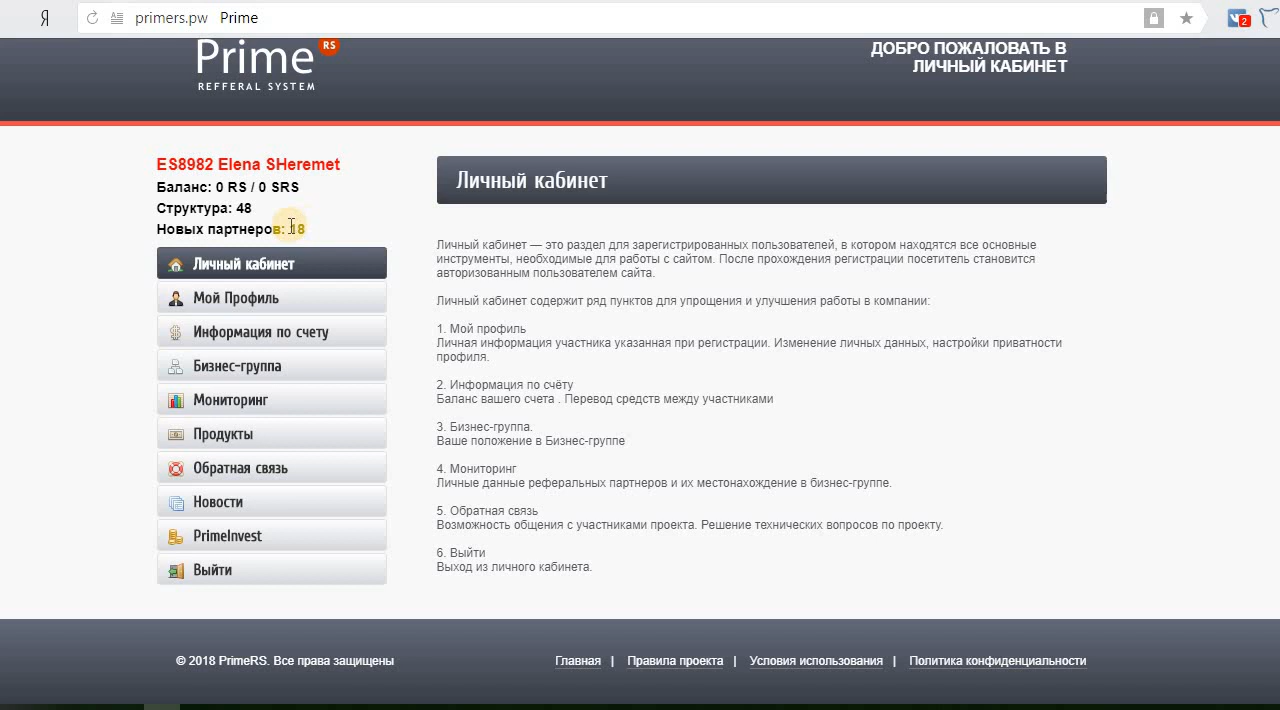 Я
primers.pw Prime
2
Prime RS
REFFERAL SYSTEM
ДОБРО ПОЖАЛОВАТЬ В
ЛИЧНЫЙ КАБИНЕТ
ES8982 Elena SHeremet
Баланс: 0 RS / 0 SRS
Структура: 48
Новых партнеров: 18
Личный кабинет
Мой Профиль
Информация по счету
Бизнес-группа
Мониторинг
Продукты
Обратная связь
Новости
PrimeInvest
Выйти
Личный кабинет
Личный кабинет — это раздел для зарегистрированных пользователей, в котором находятся все основные
инструменты, необходимые для работы с сайтом. После прохождения регистрации посетитель становится
авторизованным пользователем сайта.
Личный кабинет содержит ряд пунктов для упрощения и улучшения работы в компании:
1. Мой профиль
Личная информация участника указанная при регистрации. Изменение личных данных, настройки приватности
профиля.
2. Информация по счёту
Баланс вашего счета . Перевод средств между участниками
3. Бизнес-группа.
Ваше положение в Бизнес-группе
4. Мониторинг
Личные данные реферальных партнеров и их местонахождение в бизнес-группе.
5. Обратная связь
Возможность общения с участниками проекта. Решение технических вопросов по проекту.
6. Выйти
Выход из личного кабинета.
© 2018 PrimeRS. Все права защищены
Главная | Правила проекта | Условия использования | Политика конфиденциальности